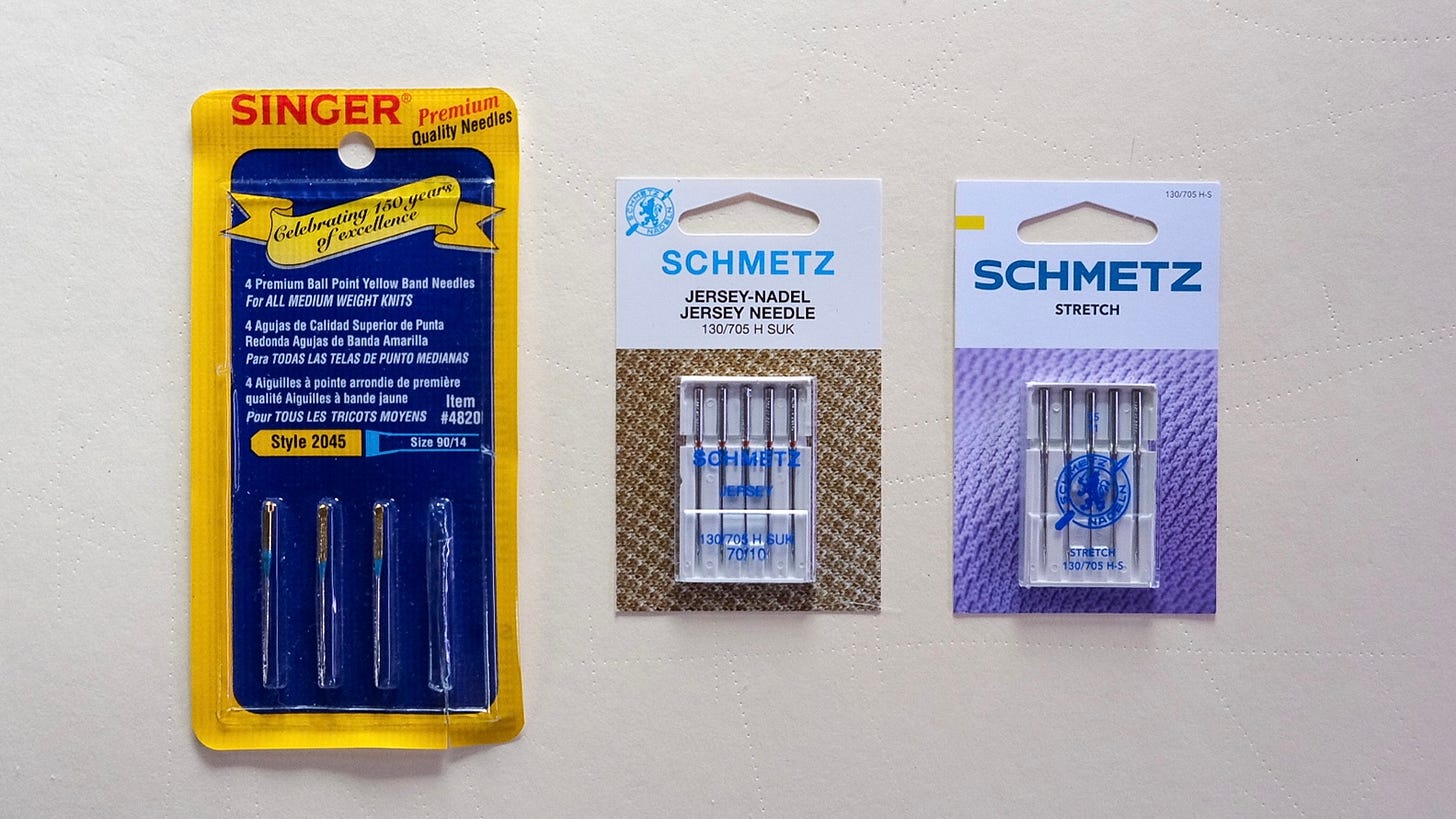 SINGER®
Premium
Quality Needles
Celebrating 150 years
of excellence
4 Premium Ball Point Yellow Band Needles
For ALL MEDIUM WEIGHT KNITS
4 Agujas de Calidad Superior de Punta
Redonda Agujas de Banda Amarilla
Para TODAS LAS TELAS DE PUNTO MEDIANAS
4 Aiguilles à pointe arrondie de première
qualité Aiguilles à bande jaune
Pour TOUS LES TRICOTS MOYENS
Item
#4820
Style 2045
Size 90/14
SCHMETZ
NADELN
SCHMETZ
JERSEY-NADEL
JERSEY NEEDLE
130/705 H SUK
SCHMETZ
JERSEY
130/705 H SUK
70/10
130/705 H-S
SCHMETZ
STRETCH
SCHMETZ
NADELN
STRETCH
130/705 H-S